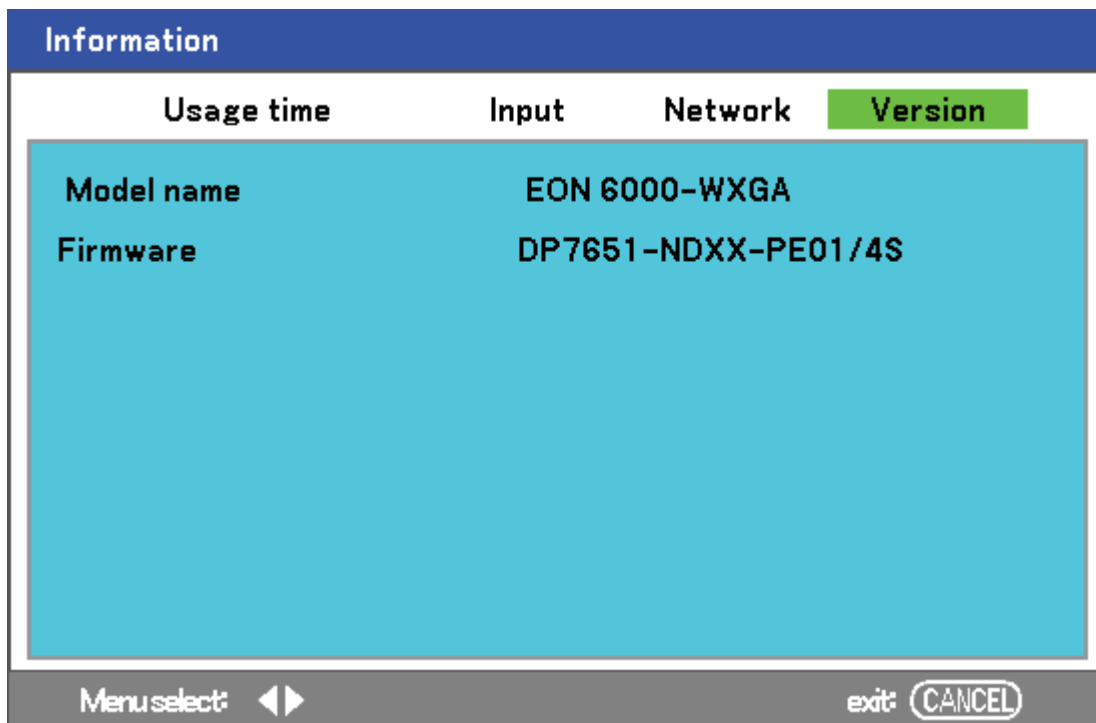 Information
Usage time Input Network Version
Model name EON 6000-WXGA
Firmware DP7651-NDXX-PE01/4S
Menu select: exit: CANCEL